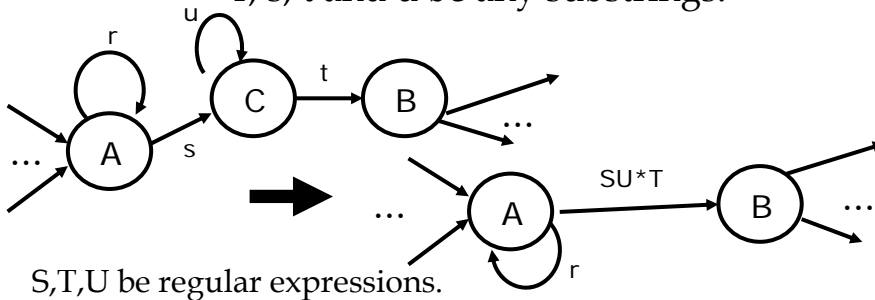 r, s, t and u be any substrings.
u
r
t
C
B
...
s
A
...
SU*T
A
B
...
...
r
S,T,U be regular expressions.